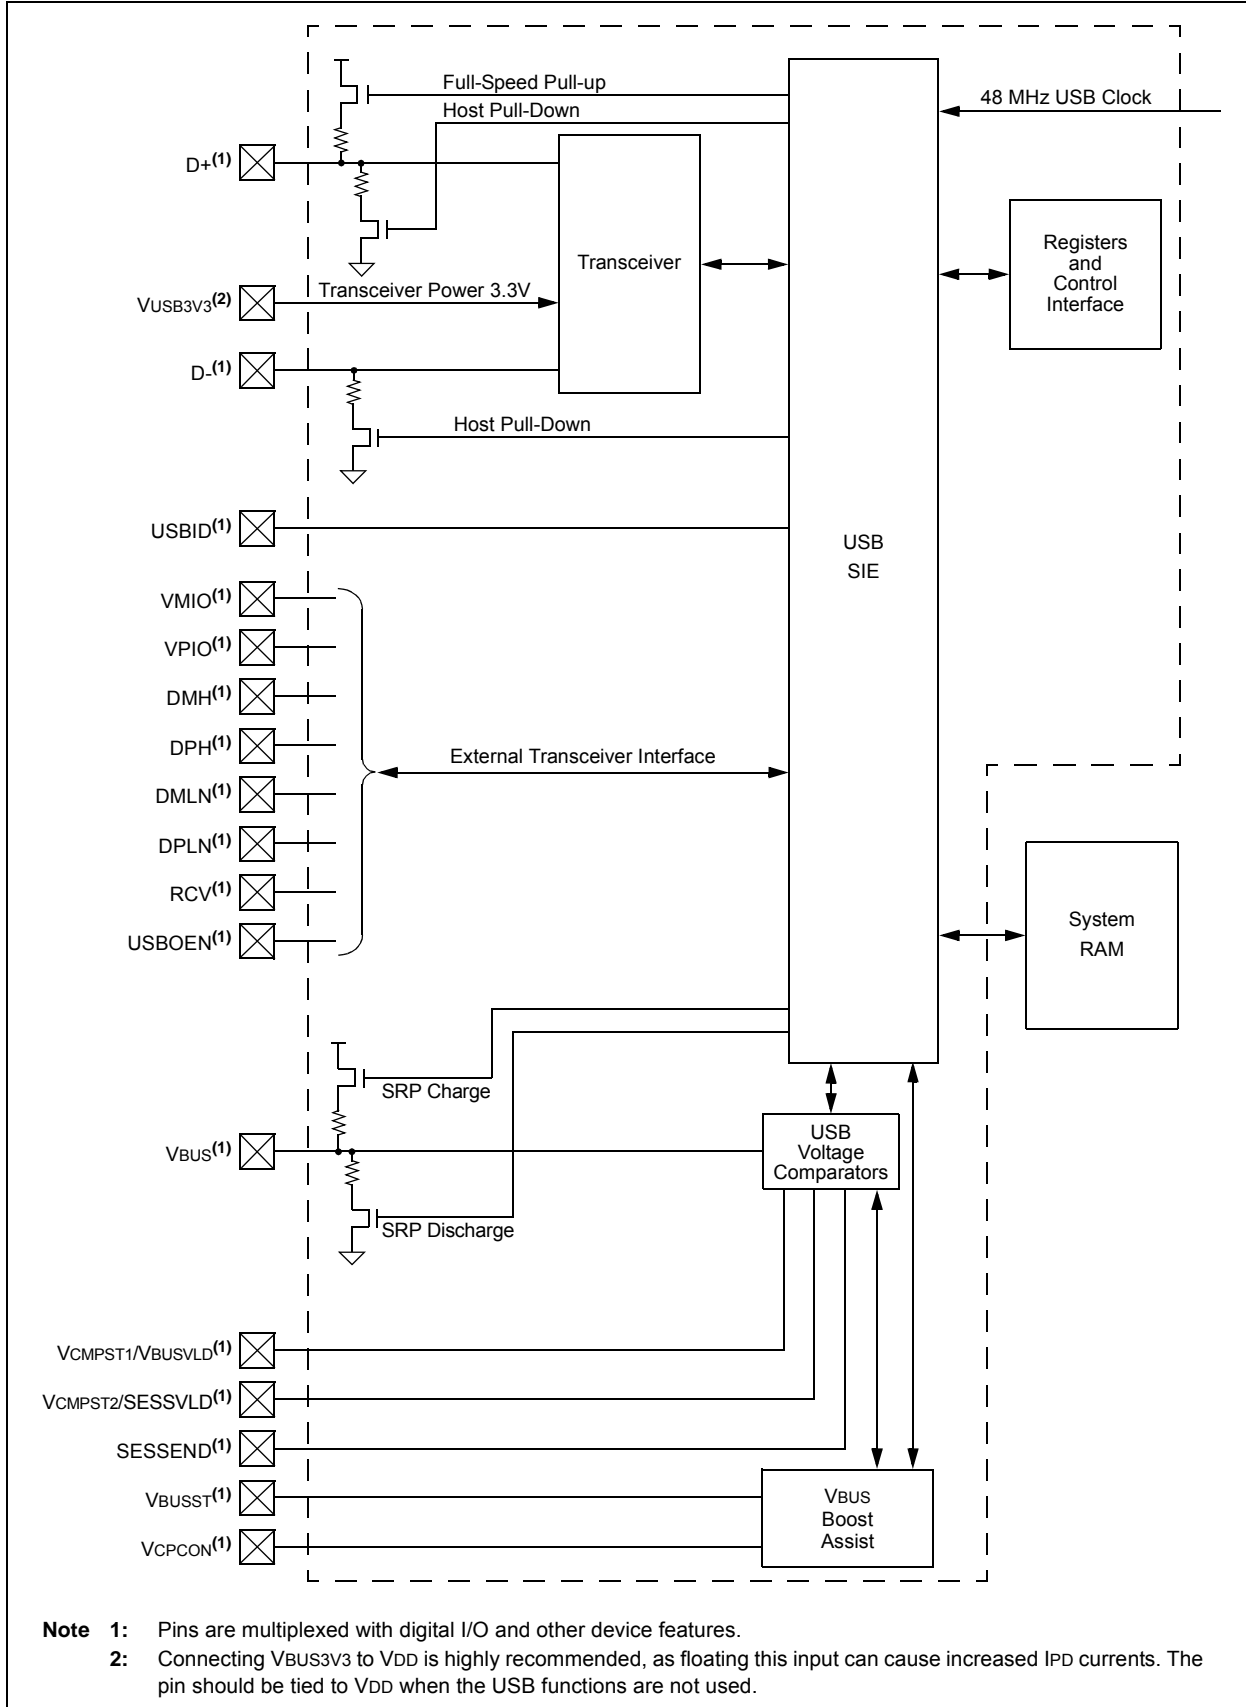 Full-Speed Pull-up
Host Pull-Down
48 MHz USB Clock
D+(1)
Transceiver
Registers
and
Control
Interface
VUSB3V3(2)
Transceiver Power 3.3V
D-(1)
Host Pull-Down
USBID(1)
USB
SIE
VMIO(1)
VPIO(1)
DMH(1)
DPH(1)
External Transceiver Interface
DMLN(1)
DPLN(1)
RCV(1)
USBOEN(1)
System
RAM
SRP Charge
VBUS(1)
USB
Voltage
Comparators
SRP Discharge
VCMPST1/VBUSVLD(1)
VCMPST2/SESSVLD(1)
SESSEND(1)
VBUSST(1)
VCPCON(1)
VBUS
Boost
Assist
Note 1: Pins are multiplexed with digital I/O and other device features.
2: Connecting VBUS3V3 to VDD is highly recommended, as floating this input can cause increased IPD currents. The
pin should be tied to VDD when the USB functions are not used.